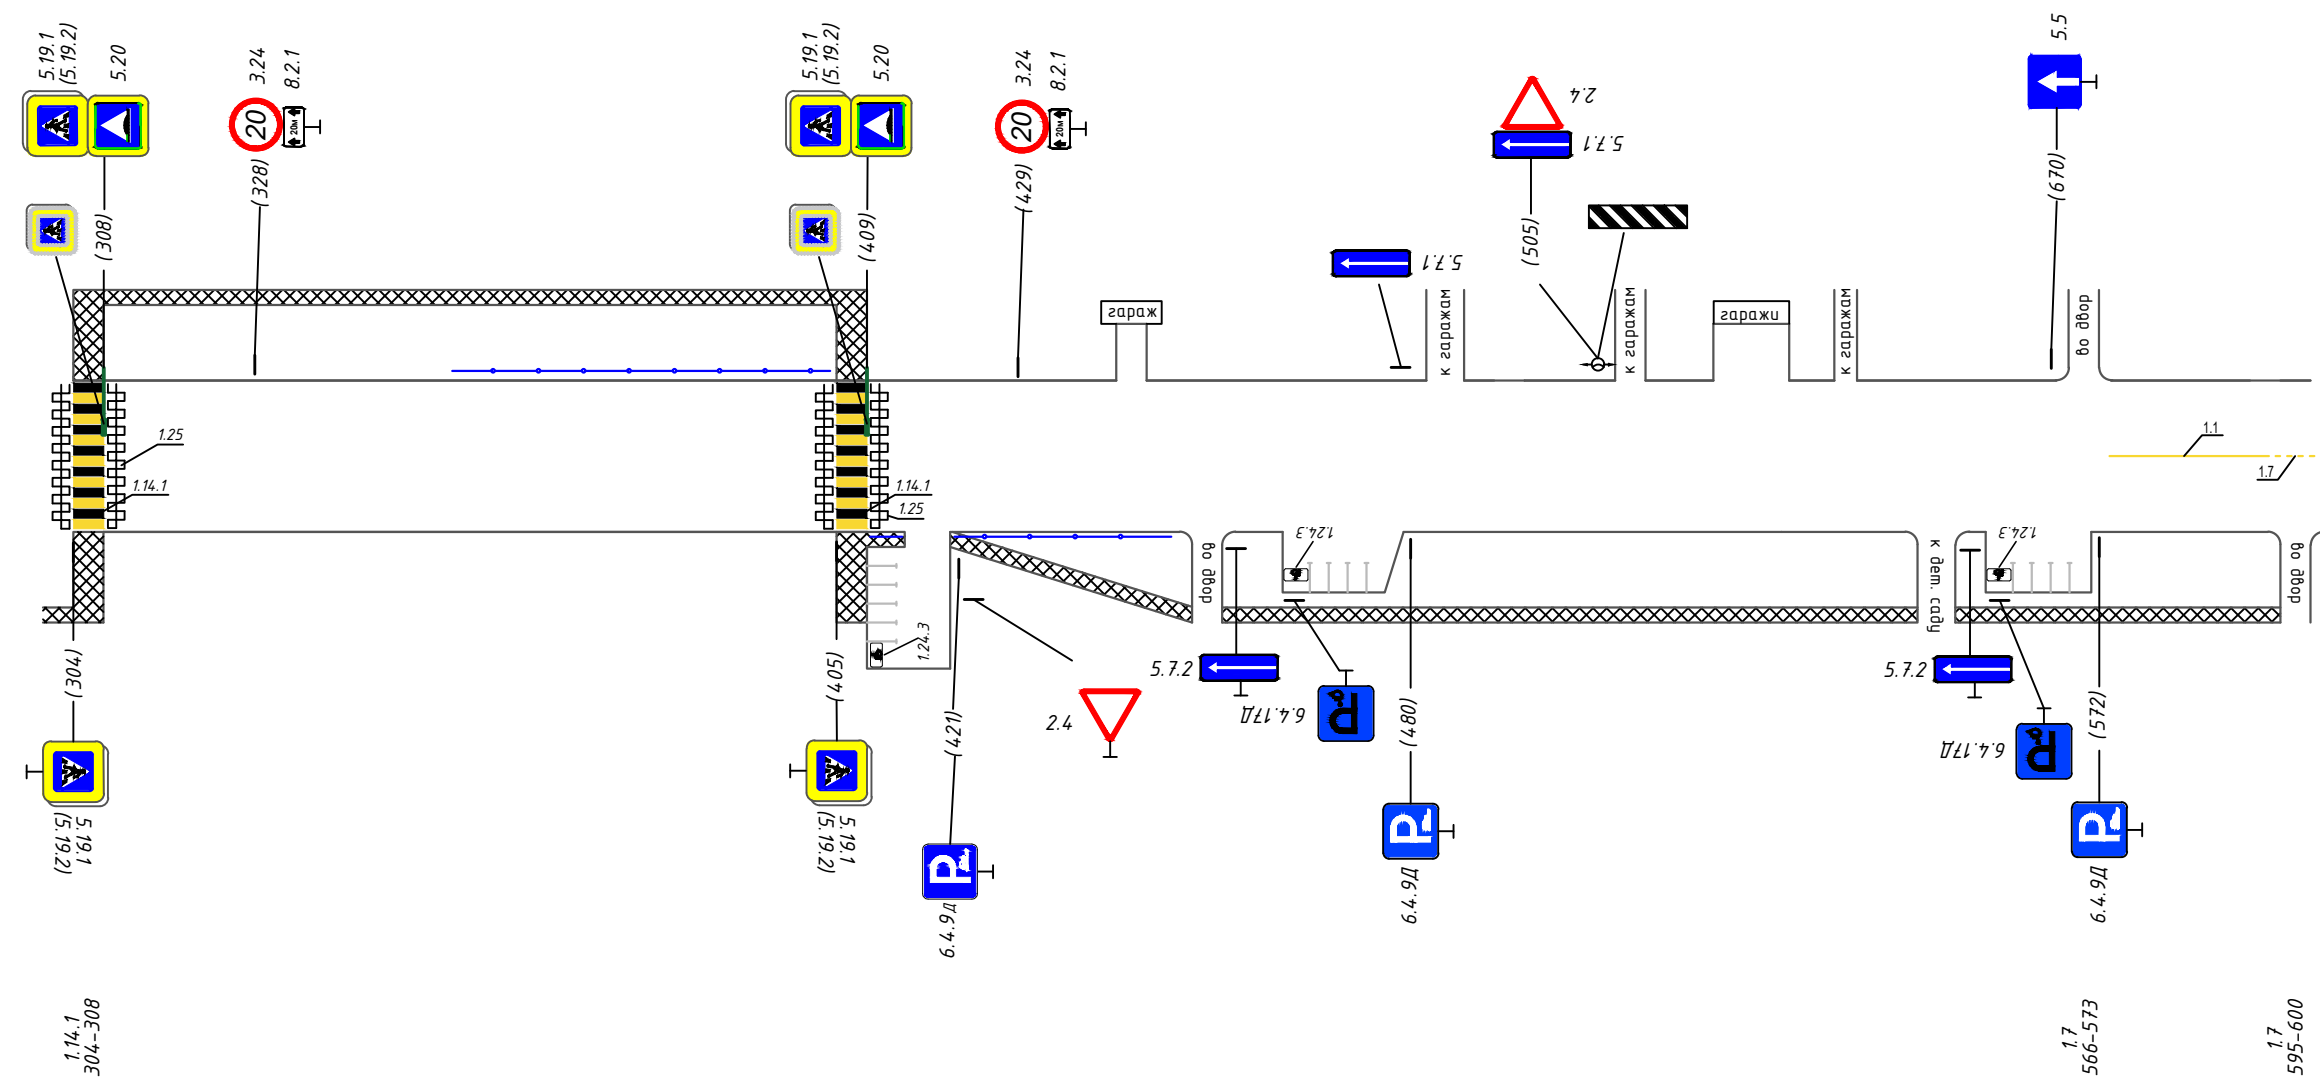 5.19.1
(5.19.2)
5.20
3.24
8.2.1
20
20м
(308)
(328)
5.19.1
(5.19.2)
5.20
3.24
8.2.1
20
20м
(409)
(429)
2.4
5.7.1
(505)
5.7.1
5.5
(670)
гараж
к гаражам
к гаражам
гаражи
к гаражам
во двор
1.25
1.14.1
1.14.1
1.25
1.1
1.7
1.24.3
во двор
1.24.3
к дет. саду
1.24.3
во двор
(304)
(405)
(421)
2.4
5.7.2
6.4.17Д
(480)
5.7.2
6.4.17Д
(572)
5.19.1
(5.19.2)
5.19.1
(5.19.2)
P
6.4.9Д
P
6.4.9Д
P
6.4.9Д
1.14.1
304-308
1.7
566-573
1.7
595-600